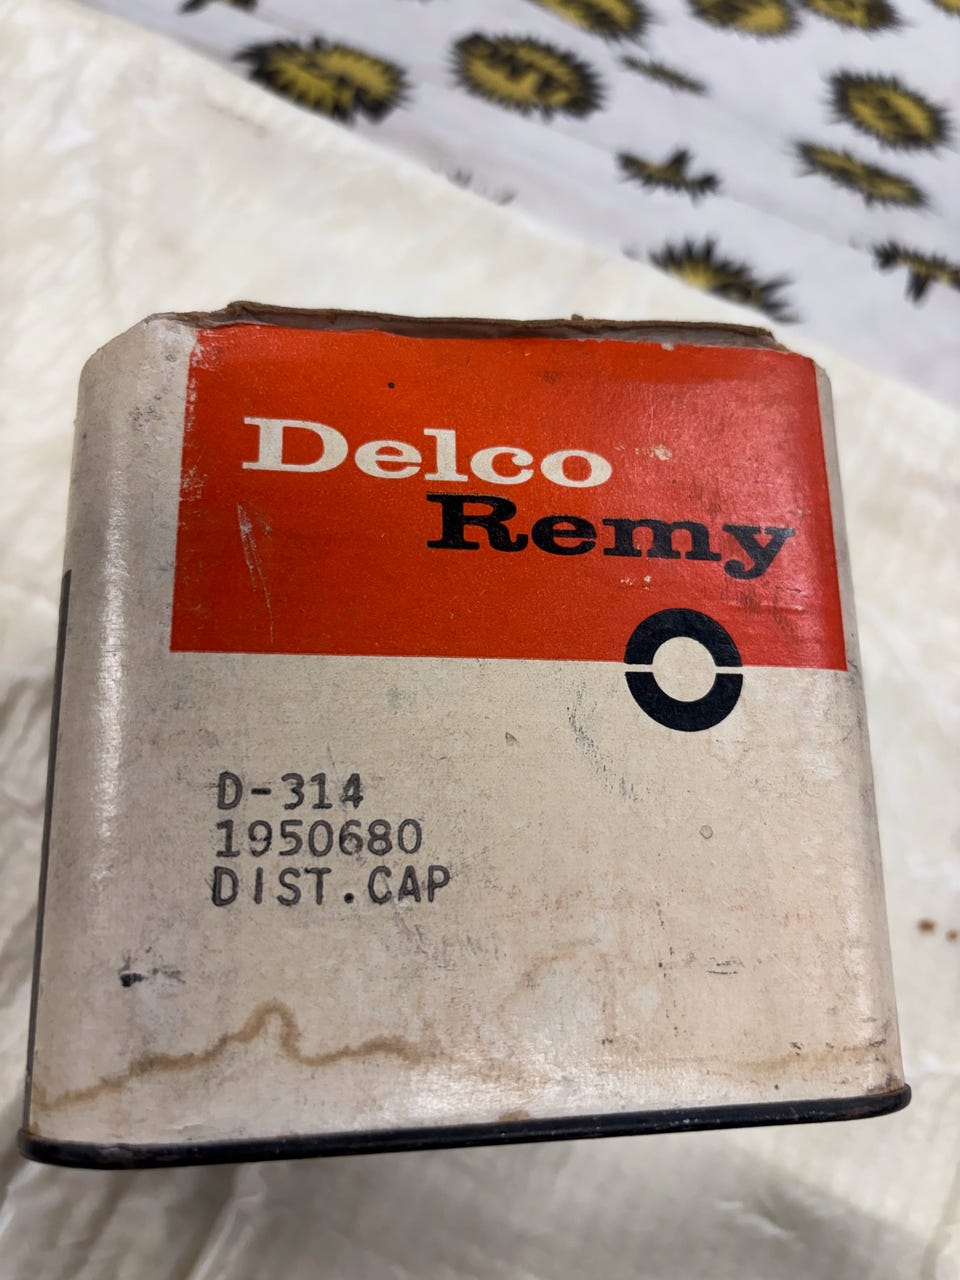 Delco
Remy
D-314
1950680
DIST.CAP